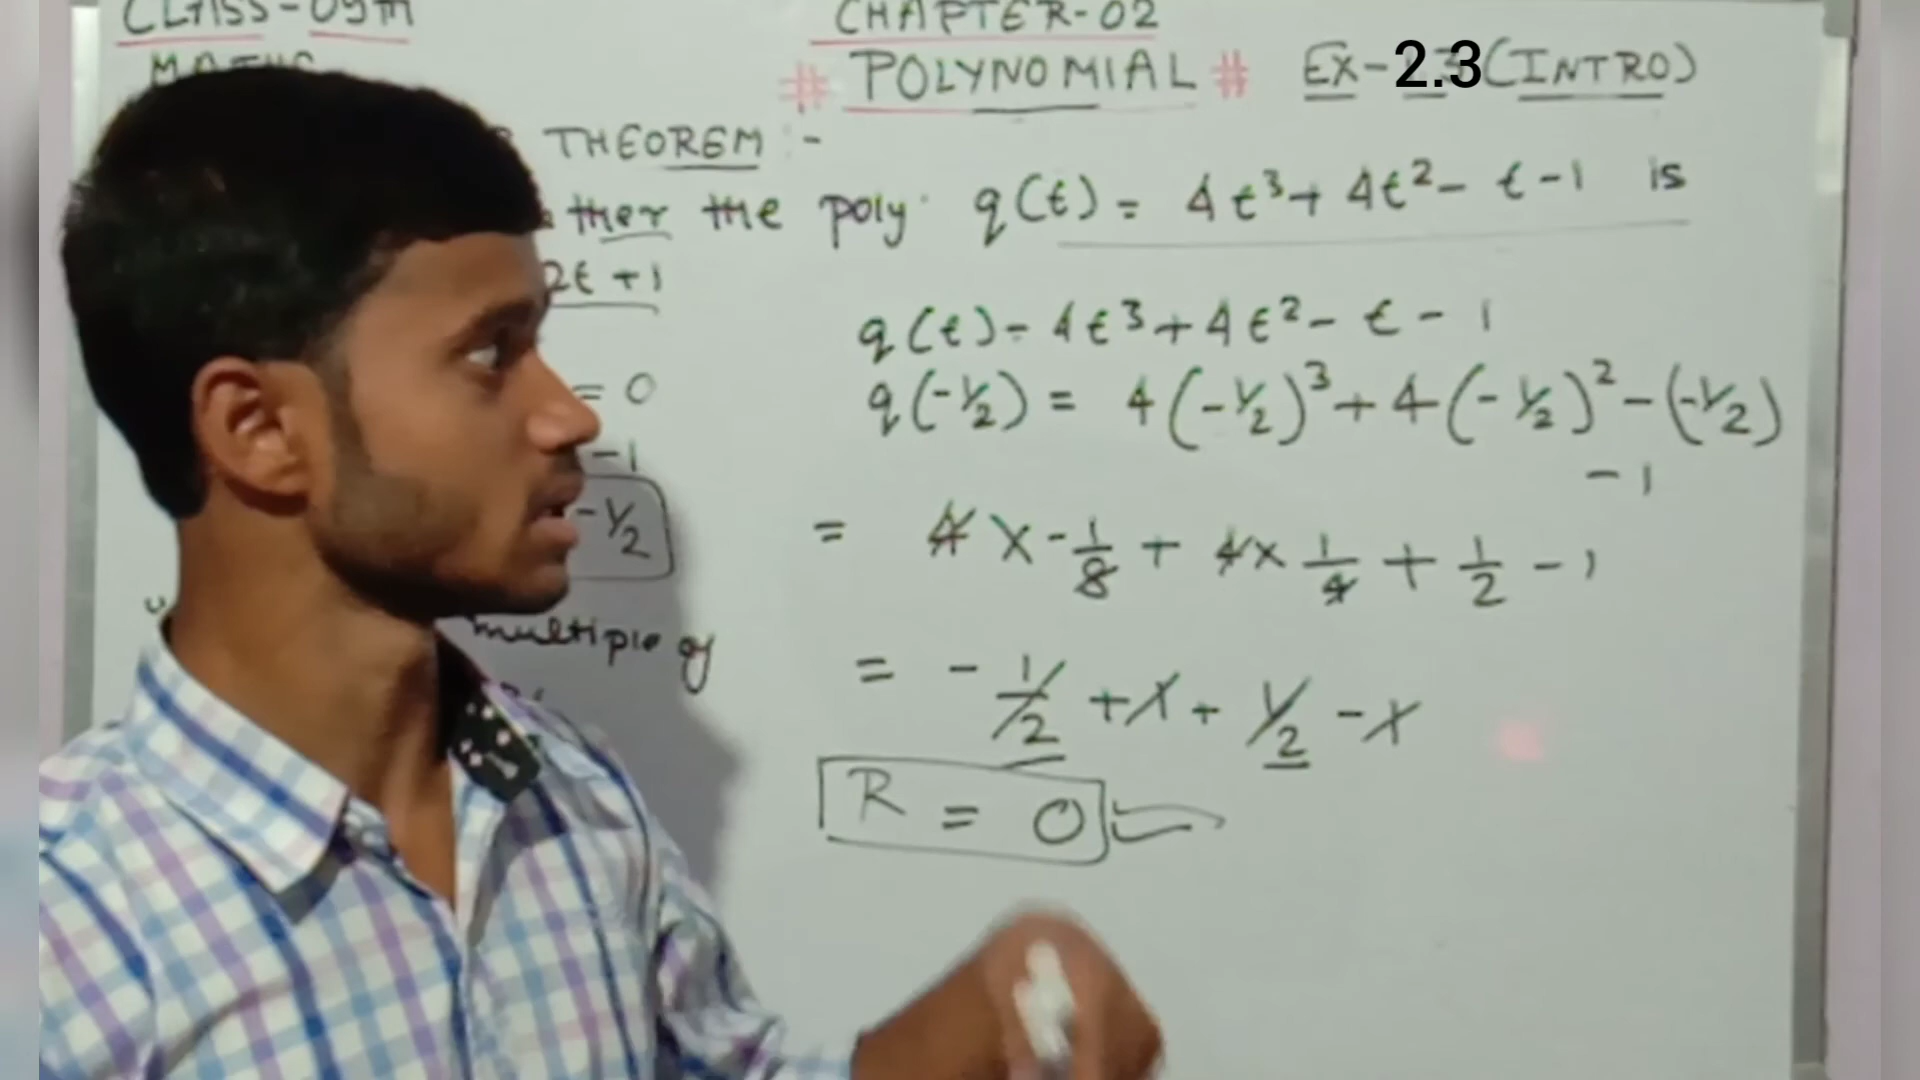 CLASS-09TH
MATHS
CHAPTER-02
# POLYNOMIAL # EX-2.3 (INTRO)
THEOREM :-
ther the poly. q(t) = 4t³ + 4t² - t - 1 is
2t + 1
= 0
-1
-1/2
multiple of
q(t) = 4t³ + 4t² - t - 1
q(-1/2) = 4(-1/2)³ + 4(-1/2)² - (-1/2)
- 1
= 4 x - 1/8 + 4x 1/4 + 1/2 - 1
= - 1/2 + 1 + 1/2 - 1
R = 0